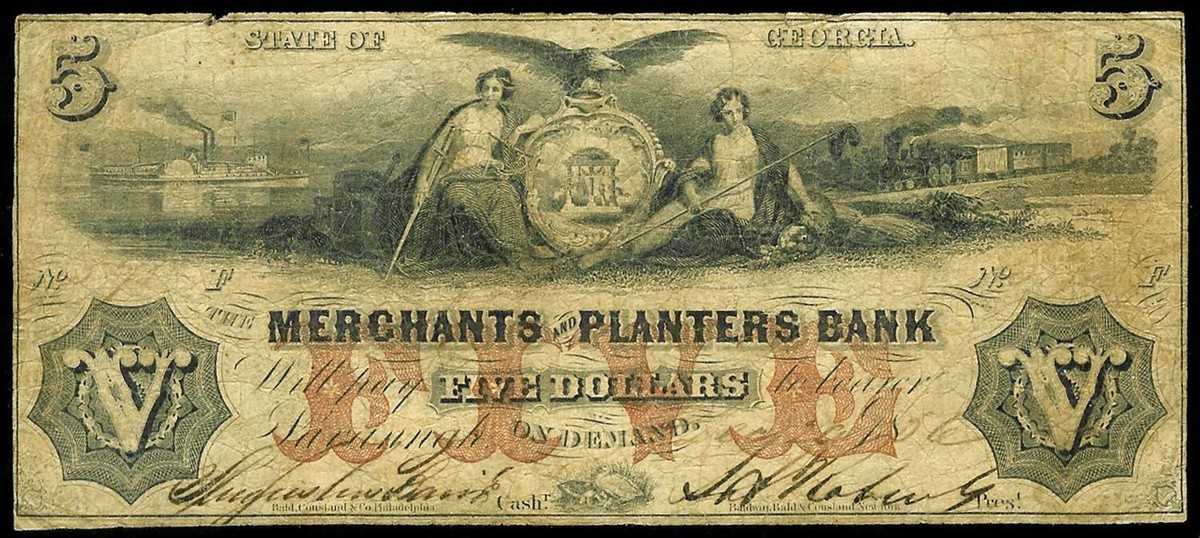 5 STATE OF GEORGIA. 5
No F No F
THE MERCHANTS AND PLANTERS BANK
FIVE
V Will pay FIVE DOLLARS to bearer V
Savannah ON DEMAND. 18
Cash.r Pres.t
Bald, Cousland & Co. Philadelphia Baldwin, Bald & Cousland New York